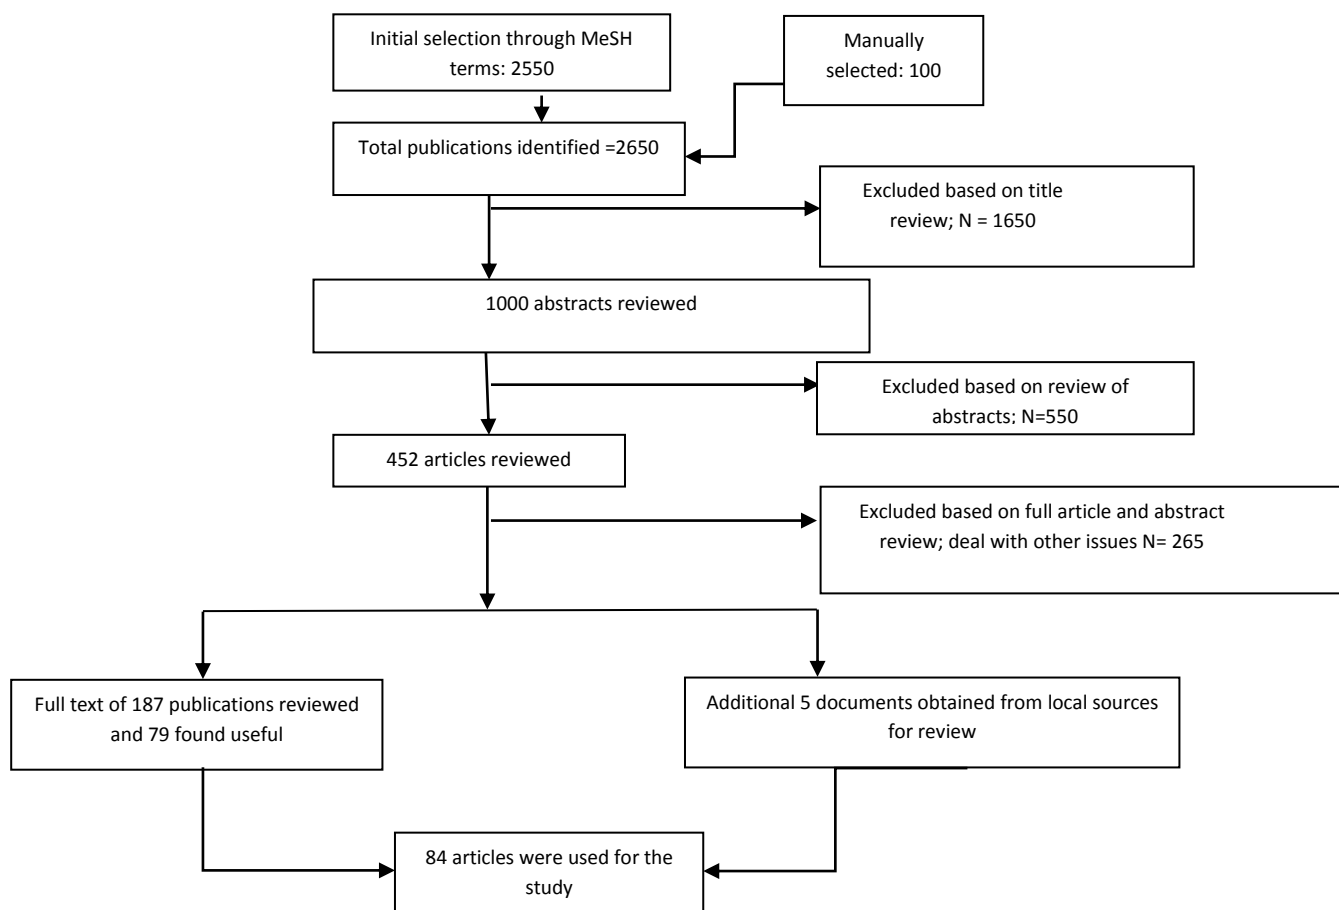 Initial selection through MeSH
terms: 2550
Manually
selected: 100
Total publications identified =2650
Excluded based on title
review; N = 1650
1000 abstracts reviewed
Excluded based on review of
abstracts; N=550
452 articles reviewed
Excluded based on full article and abstract
review; deal with other issues N= 265
Full text of 187 publications reviewed
and 79 found useful
Additional 5 documents obtained from local sources
for review
84 articles were used for the
study